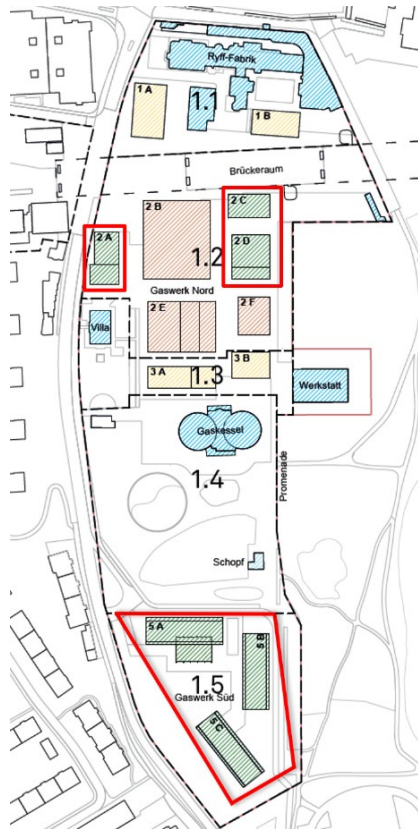 Ryff-Fabrik
1 A
1.1
1 B
Brückeraum
2 C
2 B
2 A
2 D
1.2
Gaswerk Nord
2 E
2 F
Villa
3 B
1.3
3 A
Werkstatt
Gaskessel
1.4
Promenade
Schopf
5 A
5 B
1.5
Gaswerk Süd
5 C